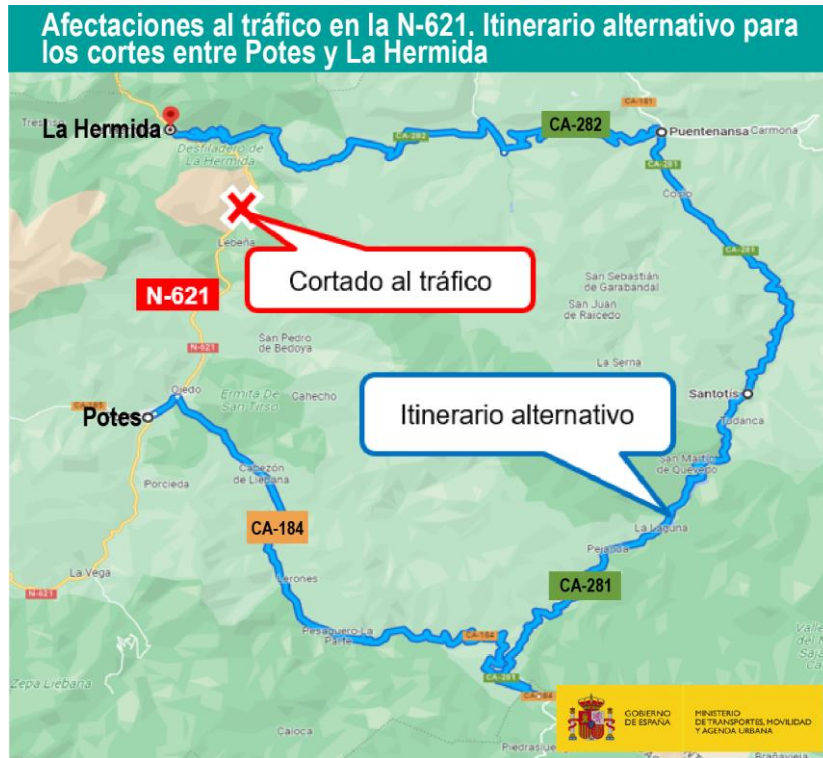 Afectaciones al tráfico en la N-621. Itinerario alternativo para
los cortes entre Potes y La Hermida
CA-181
La Hermida
CA-282
CA-282
Puentenansa
Carmona
Desfiladero de
La Hermida
CA-281
Cosío
Lebeña
CA-281
Cortado al tráfico
N-621
San Sebastián
de Garabandal
San Juan
de Raicedo
N-621
San Pedro
de Bedoya
La Serna
Ojedo
Ermita De
San Tirso
Cahecho
Santotís
CA-185
Potes
Itinerario alternativo
Tudanca
San Martín
de Quevedo
Cabezón
de Liébana
Porcieda
CA-184
La Laguna
Pejanda
La Vega
Lerones
CA-281
N-621
Pesaguero-La
Parte
CA-184
Zepa Liébana
CA-281
CA-184
GOBIERNO
DE ESPAÑA
MINISTERIO
DE TRANSPORTES, MOVILIDAD
Y AGENDA URBANA
Caloca